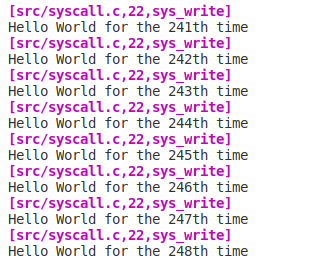 [src/syscall.c,22,sys_write]
Hello World for the 241th time
[src/syscall.c,22,sys_write]
Hello World for the 242th time
[src/syscall.c,22,sys_write]
Hello World for the 243th time
[src/syscall.c,22,sys_write]
Hello World for the 244th time
[src/syscall.c,22,sys_write]
Hello World for the 245th time
[src/syscall.c,22,sys_write]
Hello World for the 246th time
[src/syscall.c,22,sys_write]
Hello World for the 247th time
[src/syscall.c,22,sys_write]
Hello World for the 248th time